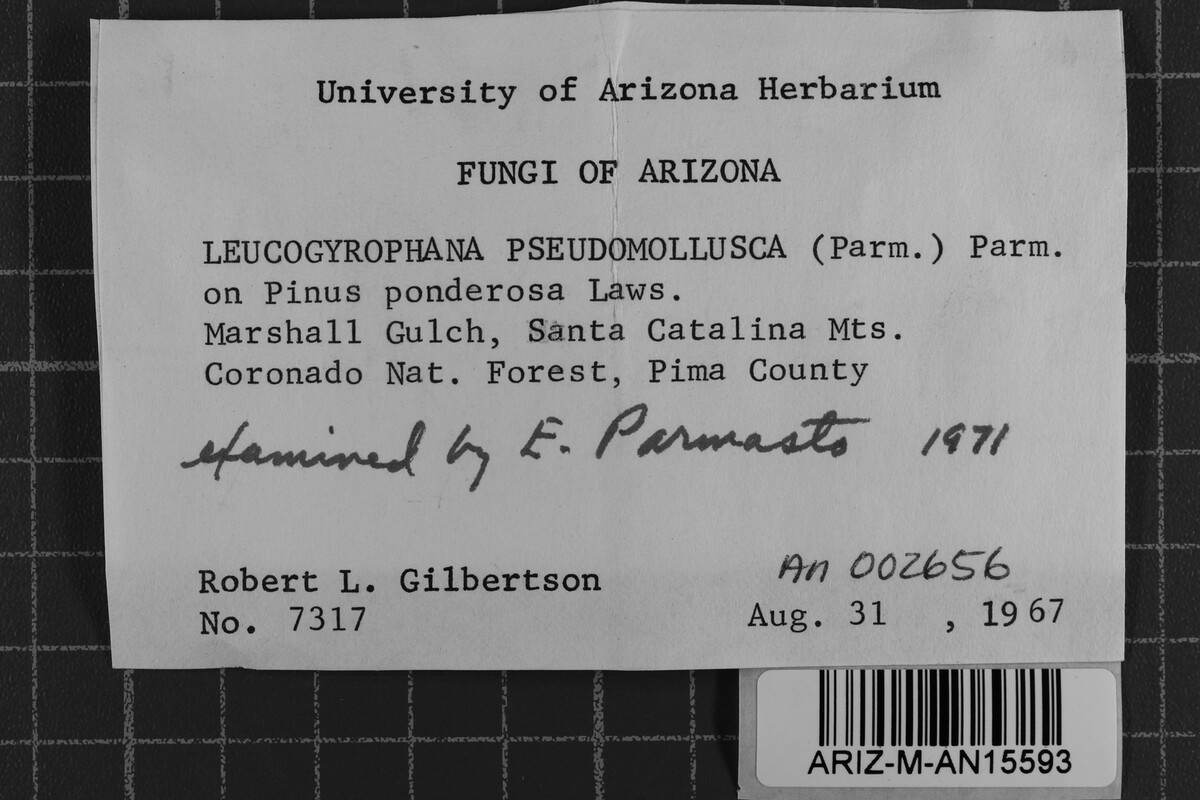 University of Arizona Herbarium
FUNGI OF ARIZONA
LEUCOGYROPHANA PSEUDOMOLLUSCA (Parm.) Parm.
on Pinus ponderosa Laws.
Marshall Gulch, Santa Catalina Mts.
Coronado Nat. Forest, Pima County
examined by E. Parmasto 1971
An 002656
Robert L. Gilbertson
No. 7317
Aug. 31 , 1967
ARIZ-M-AN15593